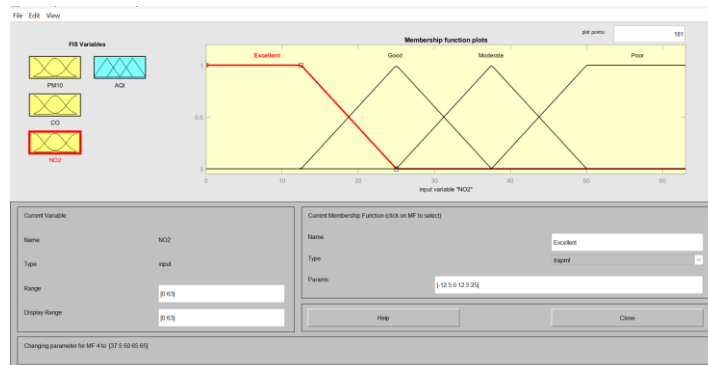 File Edit View
FIS Variables
PM10
AQI
CO
NO2
Membership function plots
plot points:
181
Excellent
Good
Moderate
Poor
1
0.5
0
0
10
20
30
40
50
60
input variable "NO2"
Current Variable
Name
NO2
Type
input
Range
[0 63]
Display Range
[0 63]
Current Membership Function (click on MF to select)
Name
Excellent
Type
trapmf
Params
[-12.5 0 12.5 25]
Help
Close
Changing parameter for MF 4 to [37.5 50 65 65]